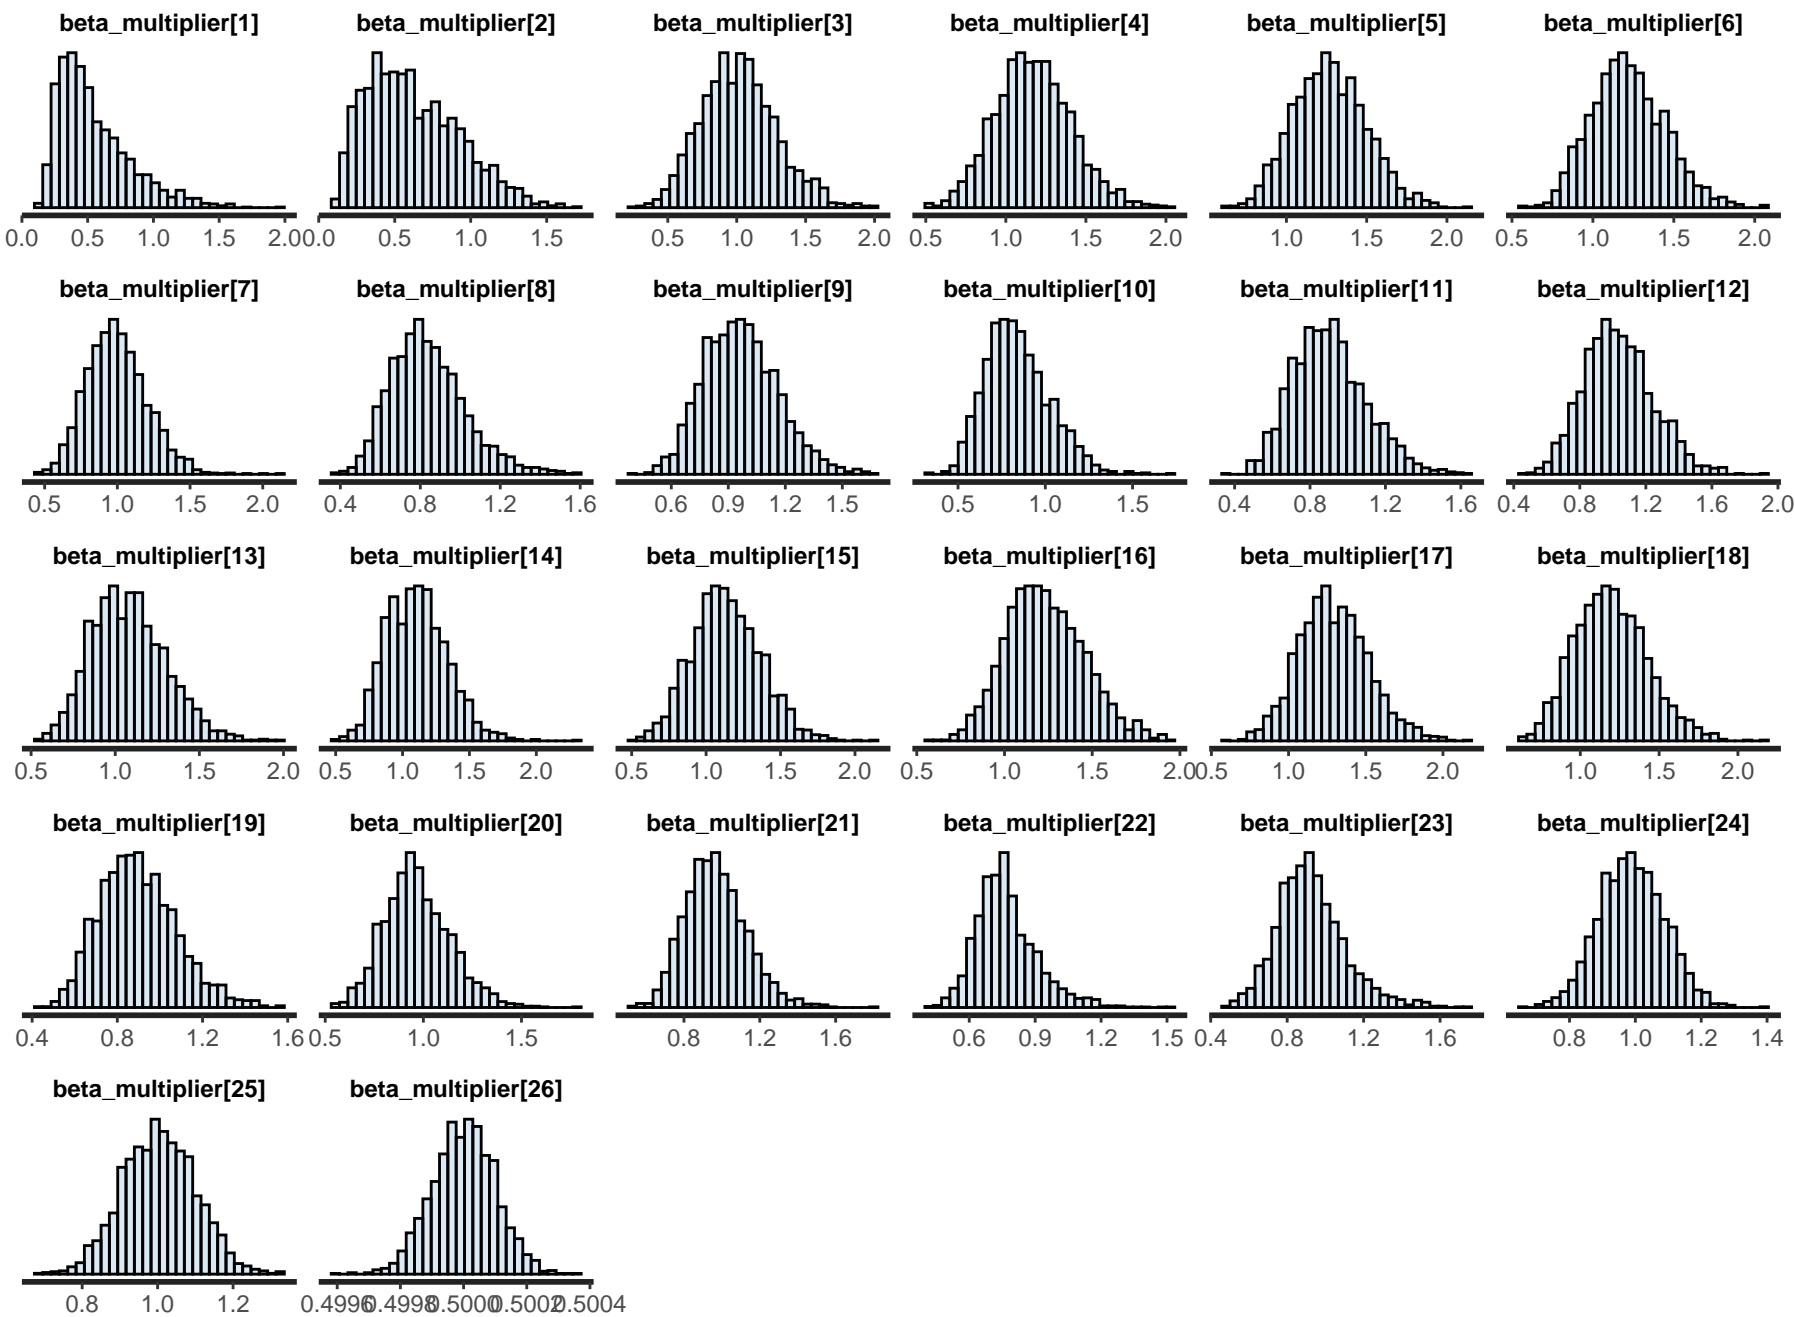 beta_multiplier[1] beta_multiplier[2] beta_multiplier[3] beta_multiplier[4] beta_multiplier[5] beta_multiplier[6]
0.0 0.5 1.0 1.5 2.0 0.0 0.5 1.0 1.5 0.5 1.0 1.5 2.0 0.5 1.0 1.5 2.0 1.0 1.5 2.0 0.5 1.0 1.5 2.0
beta_multiplier[7] beta_multiplier[8] beta_multiplier[9] beta_multiplier[10] beta_multiplier[11] beta_multiplier[12]
0.5 1.0 1.5 2.0 0.4 0.8 1.2 1.6 0.6 0.9 1.2 1.5 0.5 1.0 1.5 0.4 0.8 1.2 1.6 0.4 0.8 1.2 1.6 2.0
beta_multiplier[13] beta_multiplier[14] beta_multiplier[15] beta_multiplier[16] beta_multiplier[17] beta_multiplier[18]
0.5 1.0 1.5 2.0 0.5 1.0 1.5 2.0 0.5 1.0 1.5 2.0 0.5 1.0 1.5 2.0 0.5 1.0 1.5 2.0 1.0 1.5 2.0
beta_multiplier[19] beta_multiplier[20] beta_multiplier[21] beta_multiplier[22] beta_multiplier[23] beta_multiplier[24]
0.4 0.8 1.2 1.6 0.5 1.0 1.5 0.8 1.2 1.6 0.6 0.9 1.2 1.5 0.4 0.8 1.2 1.6 0.8 1.0 1.2 1.4
beta_multiplier[25] beta_multiplier[26]
0.8 1.0 1.2 0.4996 0.4998 0.5000 0.5002 0.5004